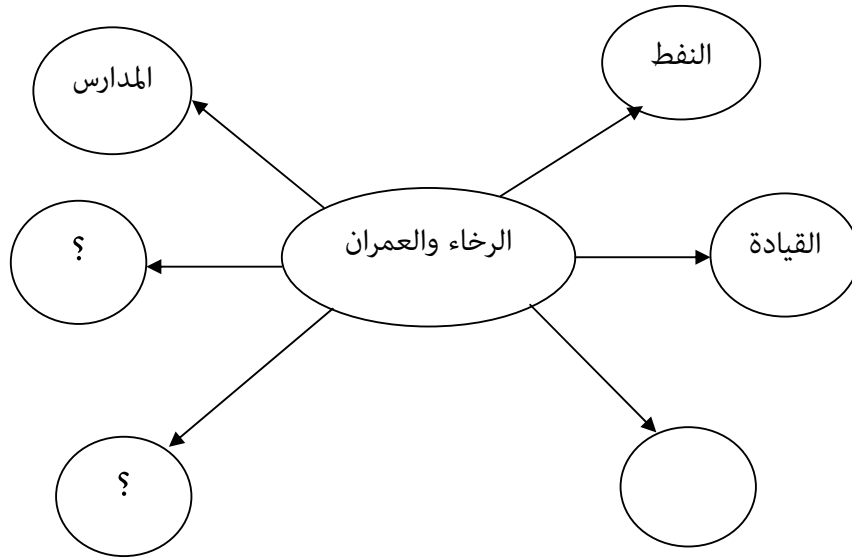 النفط
المدارس
القيادة
الرخاء والعمران
؟
؟